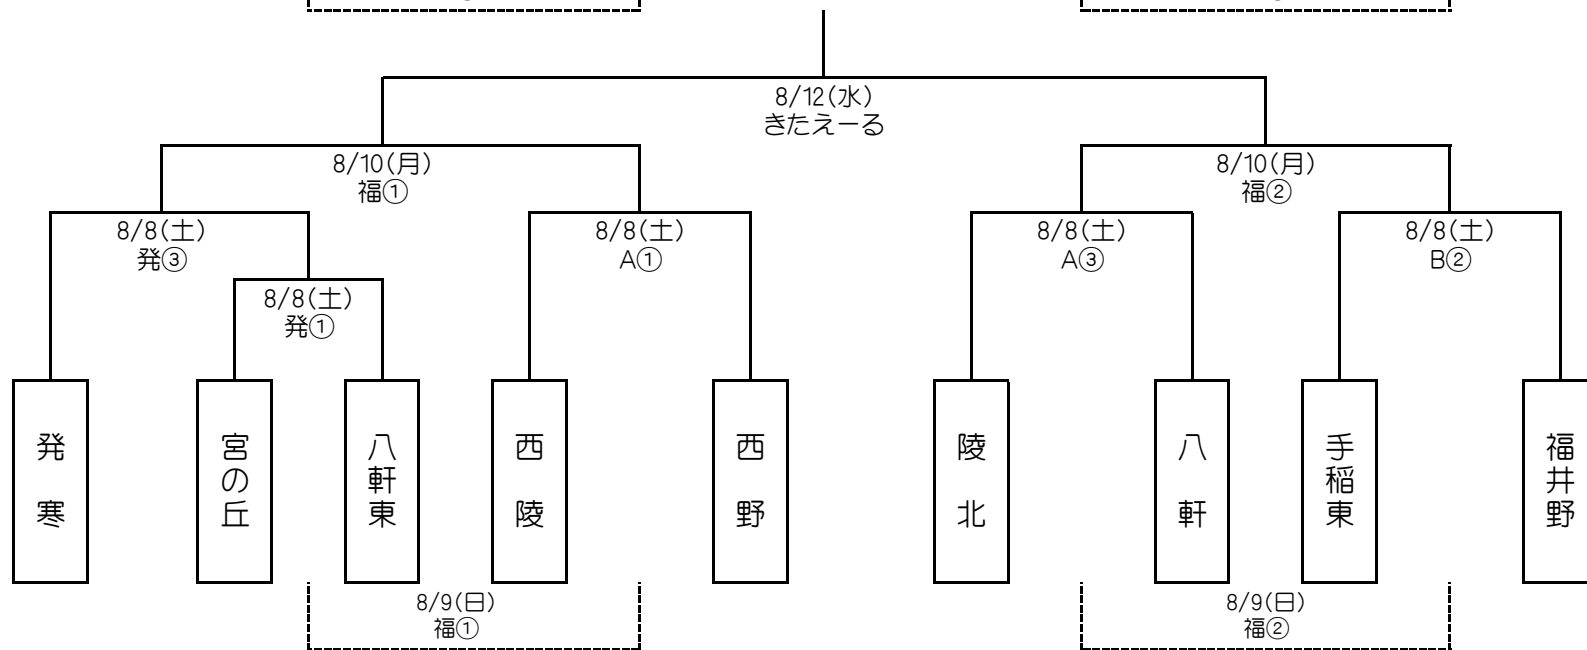 8/12(水)
きたえーる
8/10(月)
福①
8/10(月)
福②
8/8(土)
発③
8/8(土)
A①
8/8(土)
A③
8/8(土)
B②
8/8(土)
発①
発寒
宮の丘
八軒東
西陵
西野
陵北
八軒
手稲東
福井野
8/9(日)
福①
8/9(日)
福②